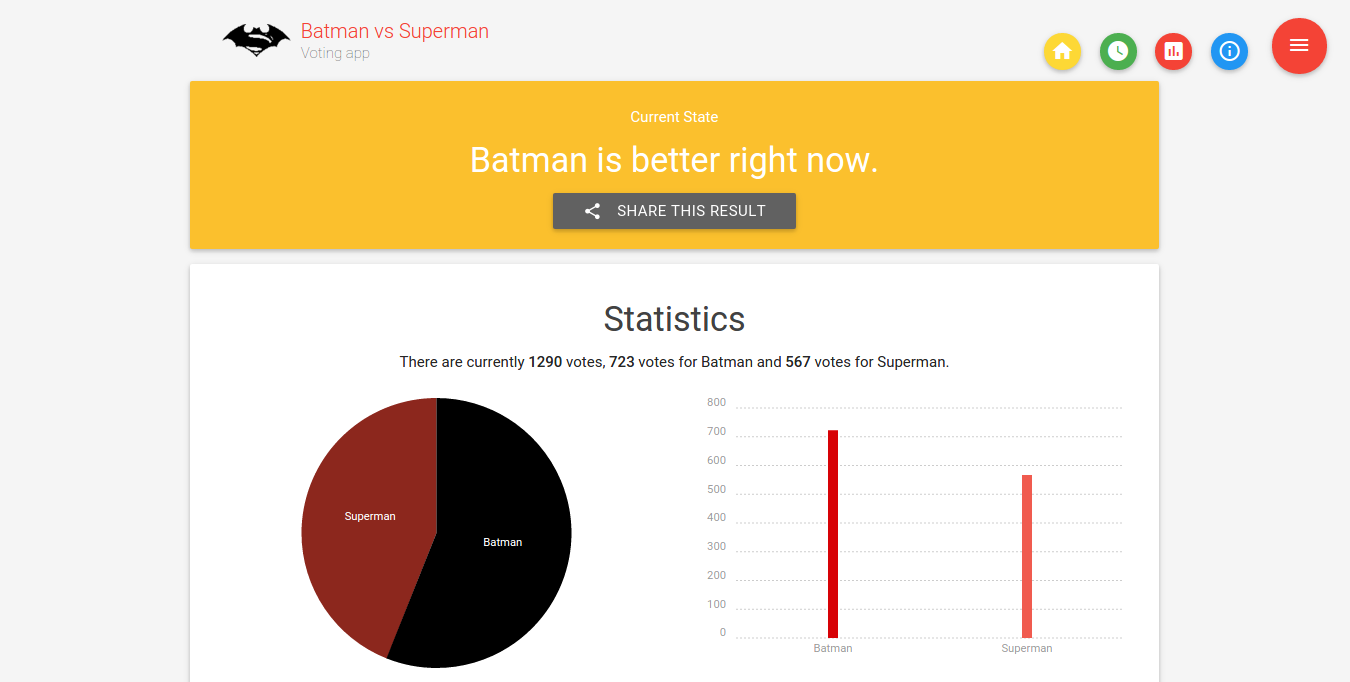 Batman vs Superman
Voting app
Current State
Batman is better right now.
SHARE THIS RESULT
Statistics
There are currently 1290 votes, 723 votes for Batman and 567 votes for Superman.
Superman
Batman
800
700
600
500
400
300
200
100
0
Batman
Superman